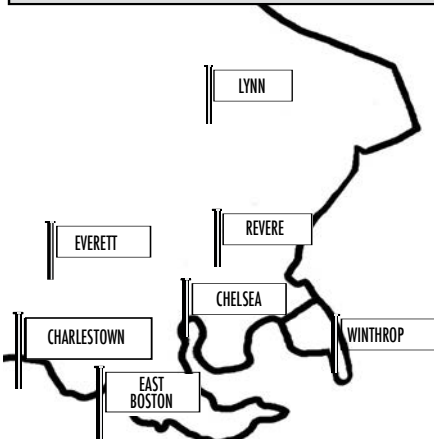 LYNN
REVERE
EVERETT
CHELSEA
CHARLESTOWN
WINTHROP
EAST
BOSTON